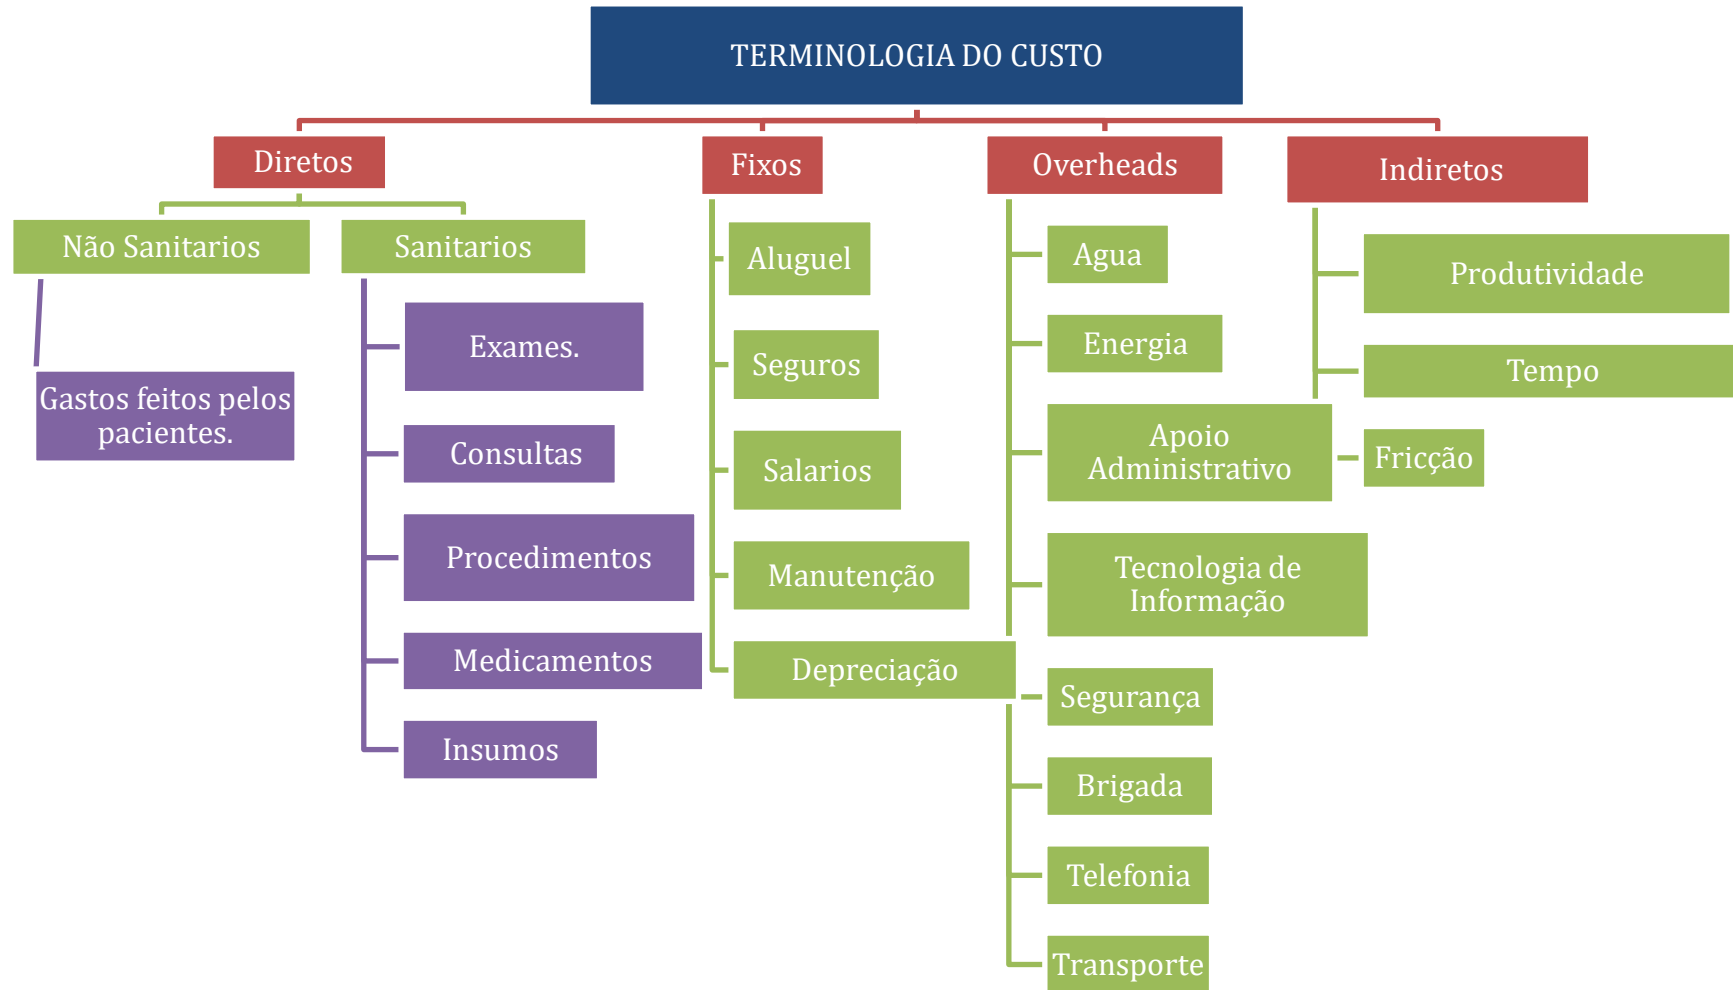 TERMINOLOGIA DO CUSTO
Diretos
Não Sanitarios
Gastos feitos pelos
pacientes.
Sanitarios
Exames.
Consultas
Procedimentos
Medicamentos
Insumos
Fixos
Aluguel
Seguros
Salarios
Manutenção
Depreciação
Overheads
Agua
Energia
Apoio
Administrativo
Tecnologia de
Informação
Segurança
Brigada
Telefonia
Transporte
Indiretos
Produtividade
Tempo
Fricção